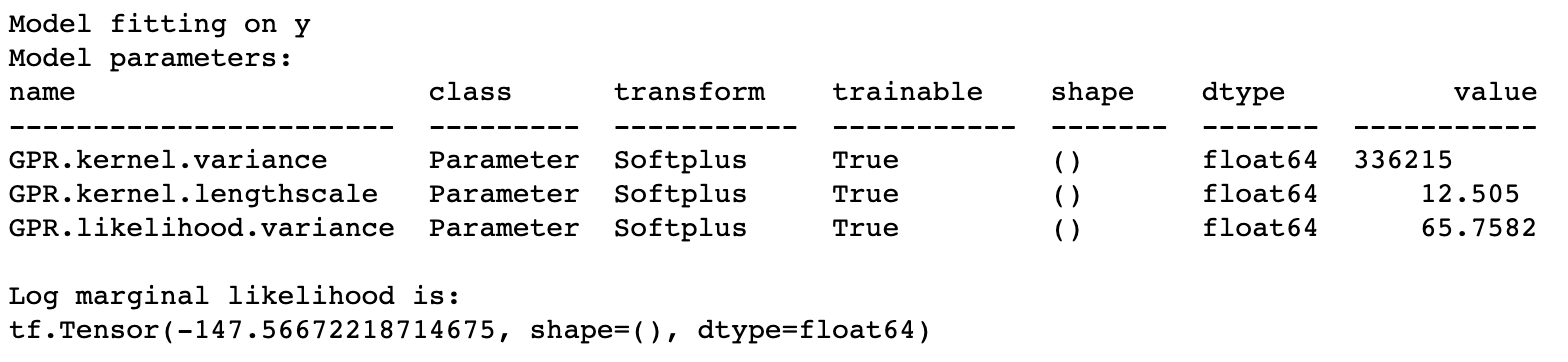 Model fitting on y
Model parameters:
name                     class      transform    trainable    shape    dtype          value
-----------------------  ---------  -----------  -----------  -------  -------  -----------
GPR.kernel.variance      Parameter  Softplus     True         ()       float64  336215
GPR.kernel.lengthscale   Parameter  Softplus     True         ()       float64      12.505
GPR.likelihood.variance  Parameter  Softplus     True         ()       float64      65.7582

Log marginal likelihood is:
tf.Tensor(-147.56672218714675, shape=(), dtype=float64)